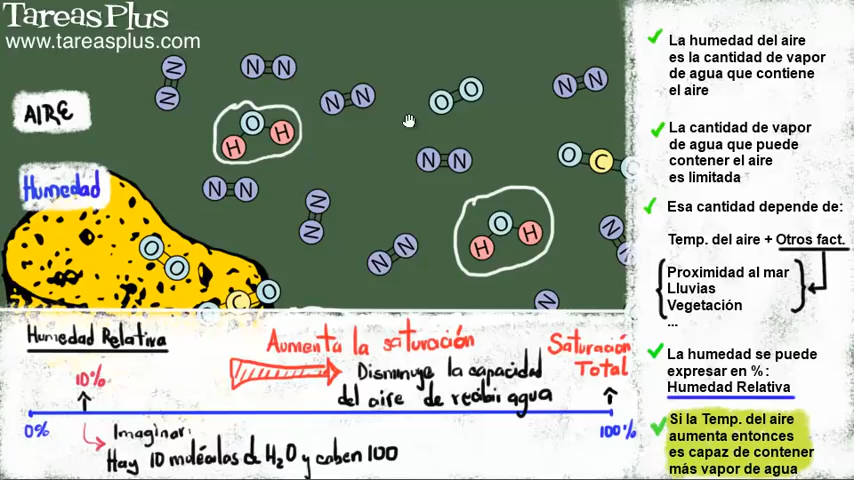 TareasPlus
www.tareasplus.com
AIRE
Humedad
N N
N N
N N
O O
N N
H O H
N N
O C
N N
N N
H O H
N N
N N
O O
C O
N
Humedad Relativa
10%
Aumenta la saturación
Disminuye la capacidad
del aire de recibir agua
Saturación
Total
0%
100%
Imaginar:
Hay 10 moléculas de H2O y caben 100
La humedad del aire
es la cantidad de vapor
de agua que contiene
el aire
La cantidad de vapor
de agua que puede
contener el aire
es limitada
Esa cantidad depende de:
Temp. del aire + Otros fact.
Proximidad al mar
Lluvias
Vegetación
...
La humedad se puede
expresar en %:
Humedad Relativa
Si la Temp. del aire
aumenta entonces
es capaz de contener
más vapor de agua